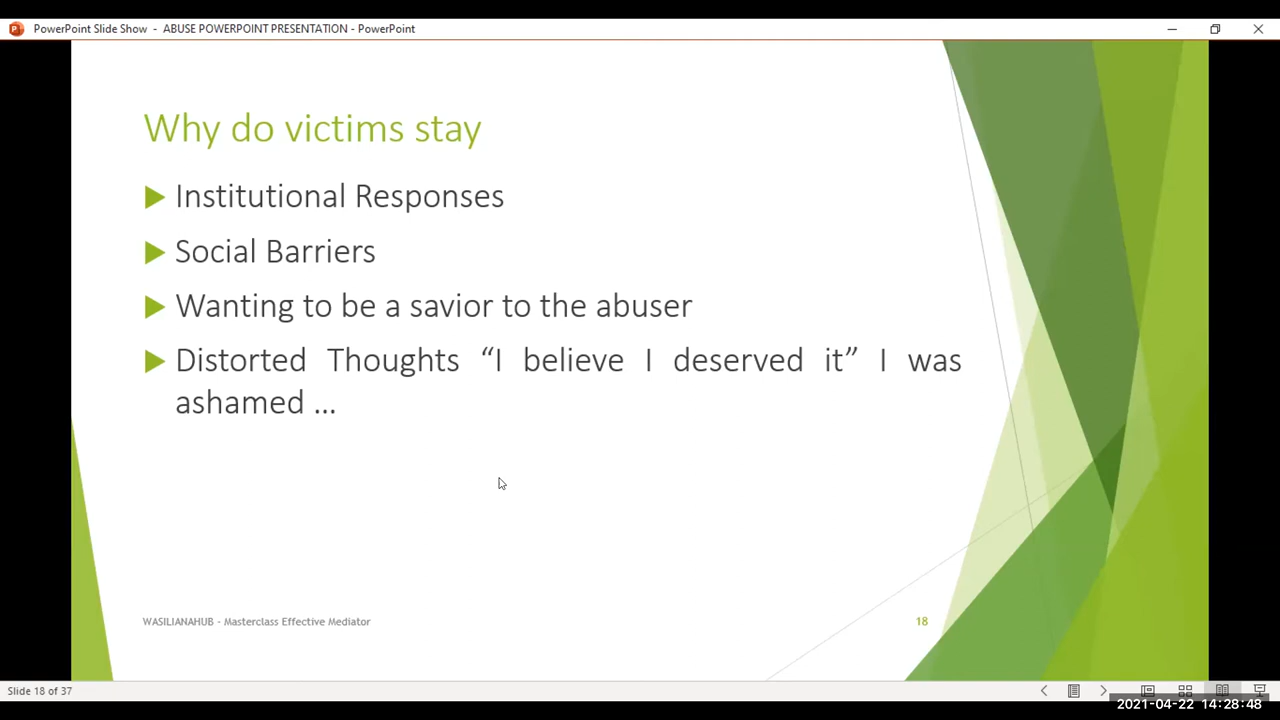 PowerPoint Slide Show - ABUSE POWERPOINT PRESENTATION - PowerPoint
Why do victims stay
Institutional Responses
Social Barriers
Wanting to be a savior to the abuser
Distorted Thoughts “I believe I deserved it” I was
ashamed ...
WASILIANAHUB - Masterclass Effective Mediator
18
Slide 18 of 37
2021-04-22 14:28:48